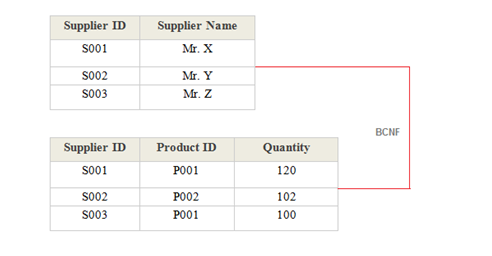 Supplier ID Supplier Name
S001 Mr. X
S002 Mr. Y
S003 Mr. Z
BCNF
Supplier ID Product ID Quantity
S001 P001 120
S002 P002 102
S003 P001 100